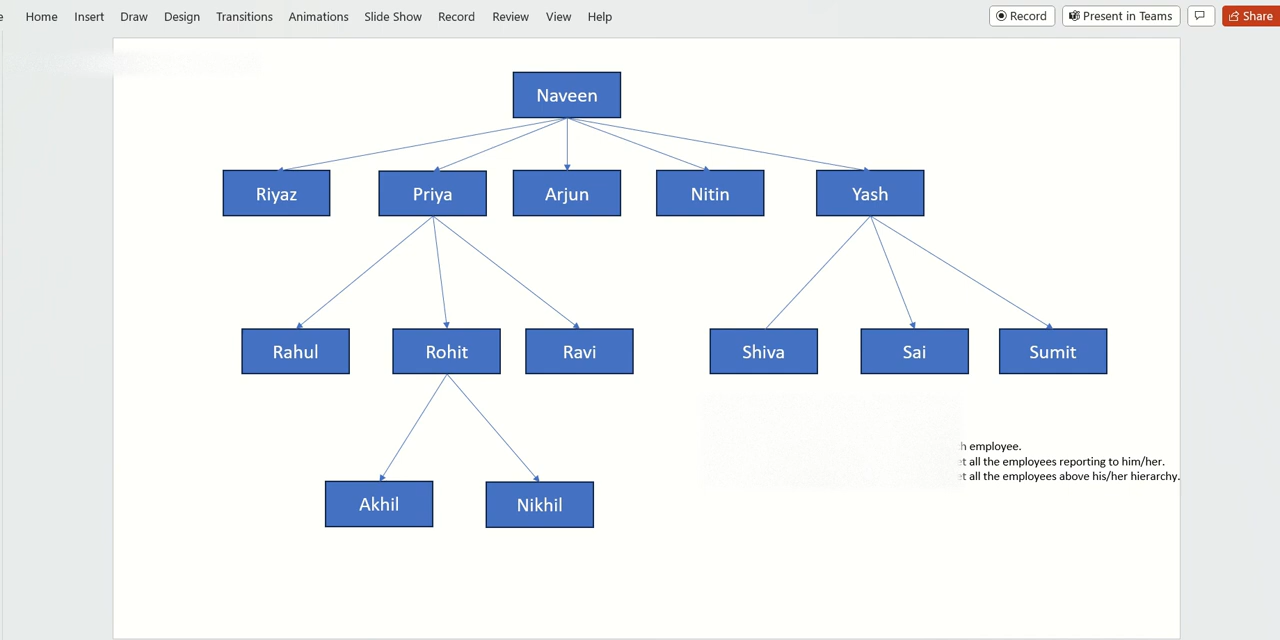 Home Insert Draw Design Transitions Animations Slide Show Record Review View Help Record Present in Teams Share
Naveen
Riyaz Priya Arjun Nitin Yash
Rahul Rohit Ravi Shiva Sai Sumit
employee.
all the employees reporting to him/her.
all the employees above his/her hierarchy.
Akhil Nikhil